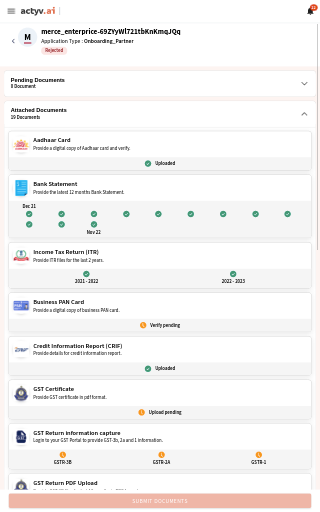 actyv.ai
M
merce_enterprice-69ZYyWl721tbKnKmqJQq
Application Type : Onboarding_Partner
Rejected
Pending Documents
0 Document
Attached Documents
19 Documents
Aadhaar Card
Provide a digital copy of Aadhaar card and verify.
Uploaded
Bank Statement
Provide the latest 12 months Bank Statement.
Dec 21
Nov 22
Income Tax Return (ITR)
Provide ITR files for the last 2 years.
2021 - 2022
2022 - 2023
Business PAN Card
Provide a digital copy of business PAN card.
Verify pending
Credit Information Report (CRIF)
Provide details for credit information report.
Uploaded
GST Certificate
Provide GST certificate in pdf format.
Upload pending
GST Return information capture
Login to your GST Portal to provide GST-3b, 2a and 1 information.
GSTR-3B
GSTR-2A
GSTR-1
GST Return PDF Upload
SUBMIT DOCUMENTS